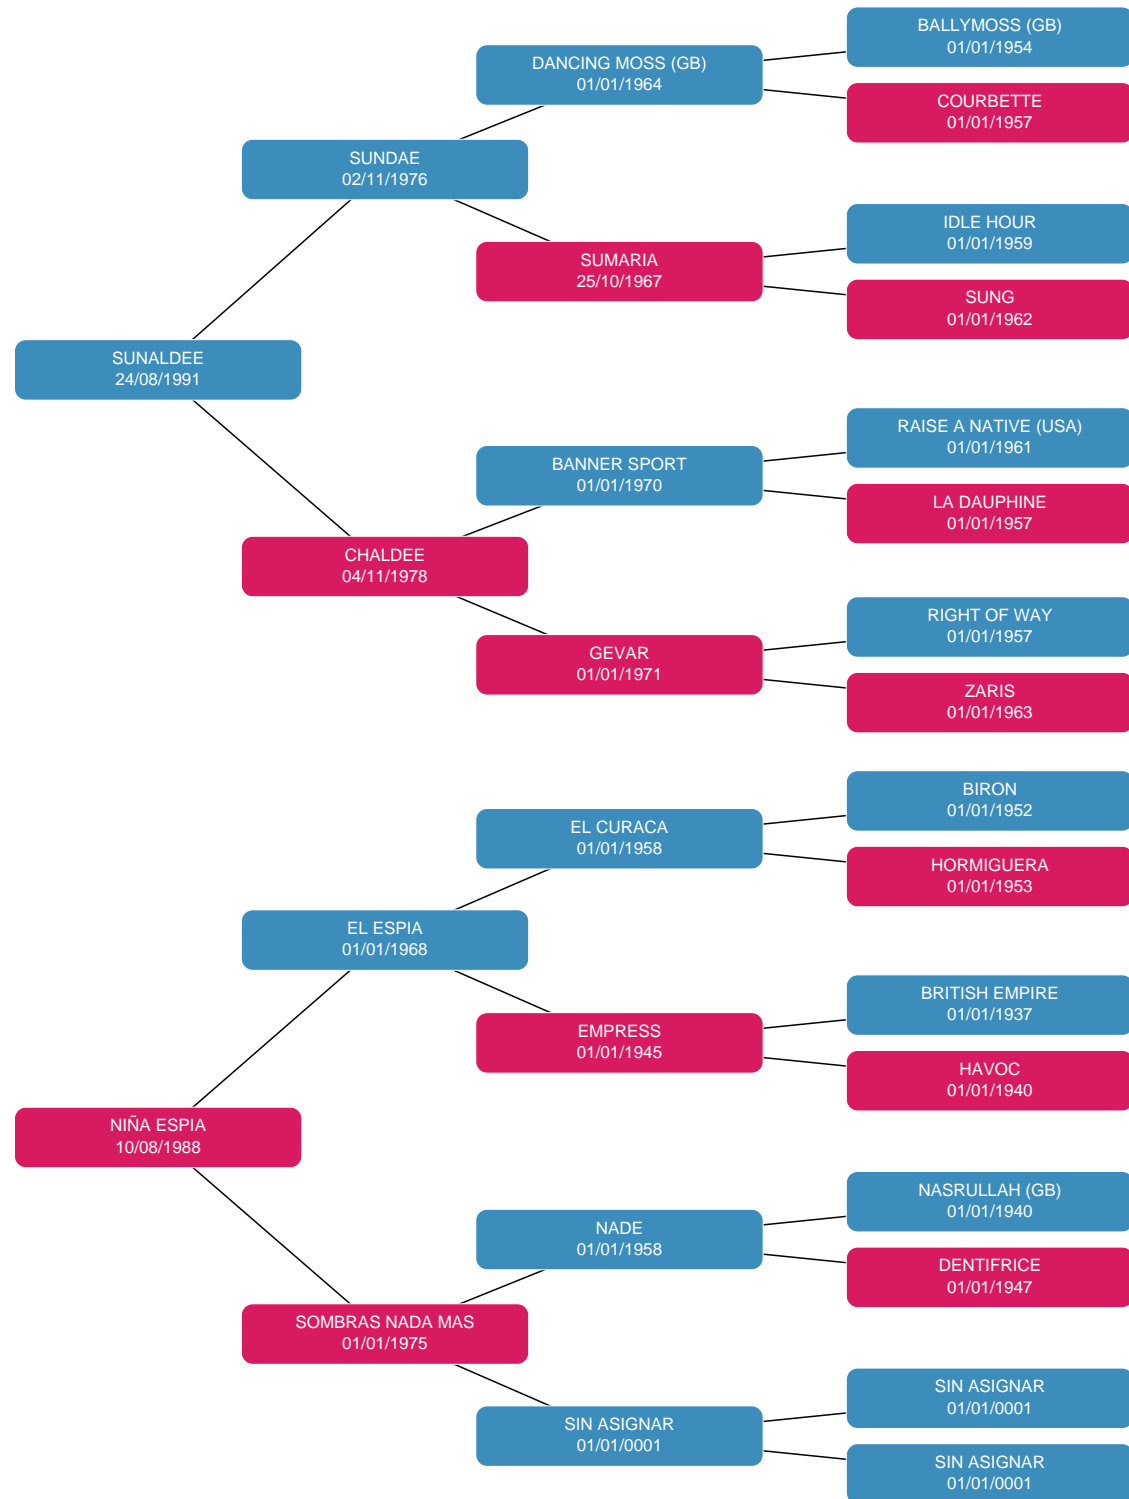 BALLYMOSS (GB)
01/01/1954
DANCING MOSS (GB)
01/01/1964
COURBETTE
01/01/1957
SUNDAE
02/11/1976
IDLE HOUR
01/01/1959
SUMARIA
25/10/1967
SUNG
01/01/1962
SUNALDEE
24/08/1991
RAISE A NATIVE (USA)
01/01/1961
BANNER SPORT
01/01/1970
LA DAUPHINE
01/01/1957
CHALDEE
04/11/1978
RIGHT OF WAY
01/01/1957
GEVAR
01/01/1971
ZARIS
01/01/1963
BIRON
01/01/1952
EL CURACA
01/01/1958
HORMIGUERA
01/01/1953
EL ESPIA
01/01/1968
BRITISH EMPIRE
01/01/1937
EMPRESS
01/01/1945
HAVOC
01/01/1940
NIÑA ESPIA
10/08/1988
NASRULLAH (GB)
01/01/1940
NADE
01/01/1958
DENTIFRICE
01/01/1947
SOMBRAS NADA MAS
01/01/1975
SIN ASIGNAR
01/01/0001
SIN ASIGNAR
01/01/0001
SIN ASIGNAR
01/01/0001